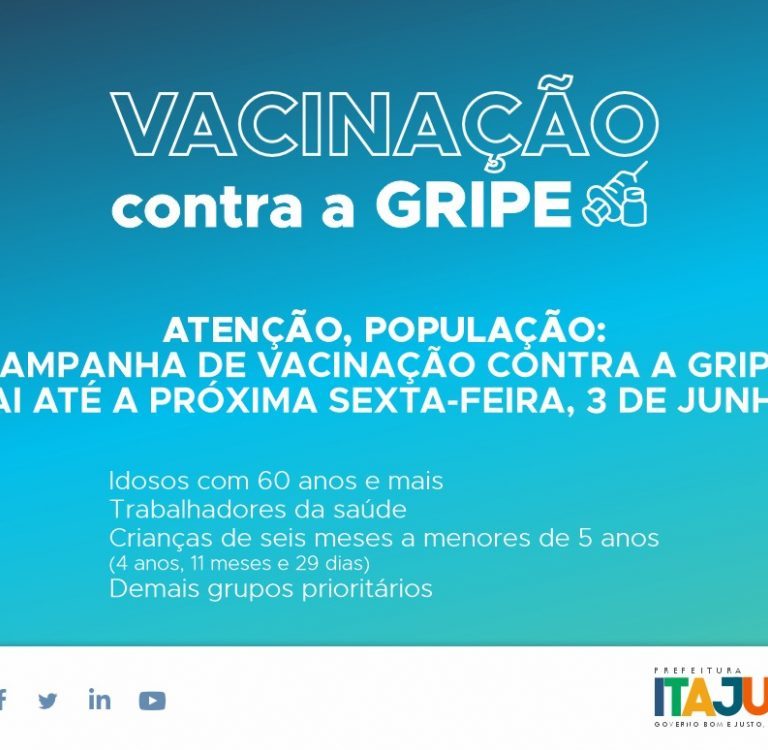 VACINAÇÃO
contra a GRIPE
ATENÇÃO, POPULAÇÃO:
AMPANHA DE VACINAÇÃO CONTRA A GRIP
AI ATÉ A PRÓXIMA SEXTA-FEIRA, 3 DE JUNH
Idosos com 60 anos e mais
Trabalhadores da saúde
Crianças de seis meses a menores de 5 anos
(4 anos, 11 meses e 29 dias)
Demais grupos prioritários
f in
PREFEITURA
ITAJU
GOVERNO BOM E JUSTO,